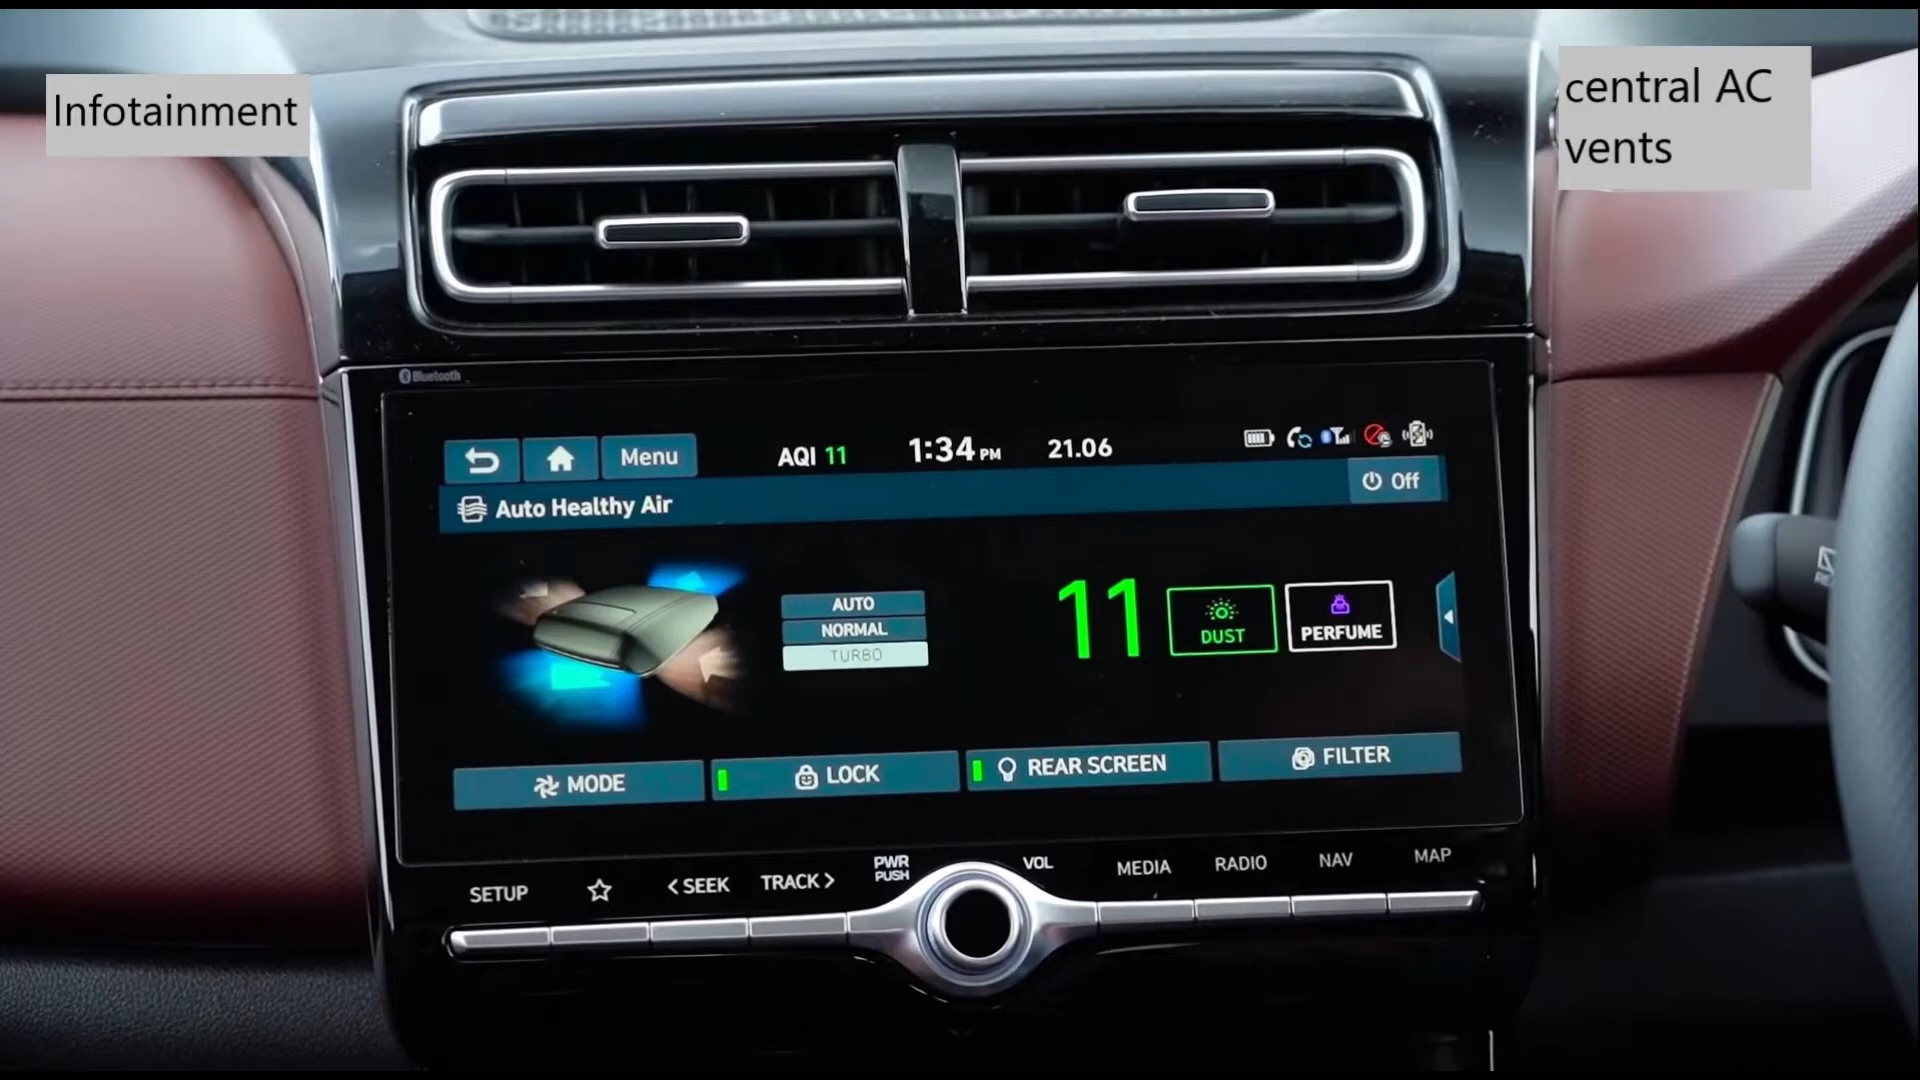 Infotainment
central AC
vents
Bluetooth
Menu
AQI 11
1:34 PM
21.06
Auto Healthy Air
Off
AUTO
NORMAL
TURBO
11
DUST
PERFUME
MODE
LOCK
REAR SCREEN
FILTER
SETUP
< SEEK
TRACK >
PWR
PUSH
VOL
MEDIA
RADIO
NAV
MAP